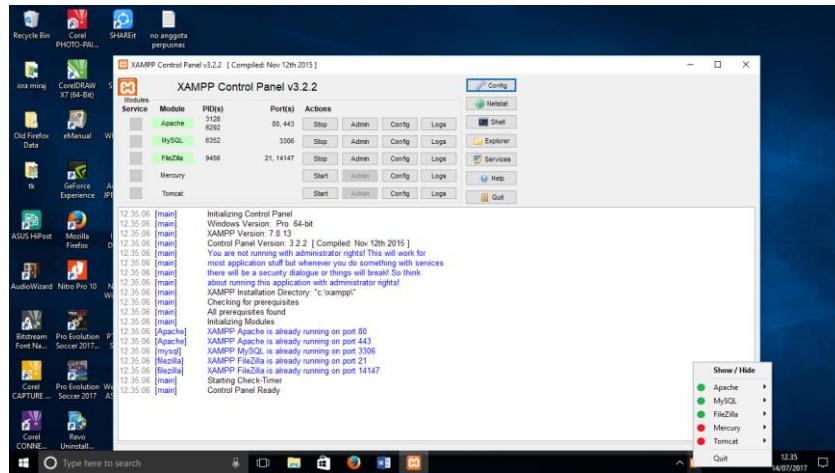 Recycle Bin
Corel
PHOTO-PAI...
SHAREit
no anggota
perpusnas
isra miraj
CorelDRAW
X7 (64-Bit)
Old Firefox
Data
eManual
tk
GeForce
Experience
ASUS HiPost
Mozilla
Firefox
AudioWizard
Nitro Pro 10
Bitstream
Font Na...
Pro Evolution
Soccer 2017...
Corel
CAPTURE ...
Pro Evolution
Soccer 2017
Corel
CONNE...
Revo
Uninstall...
XAMPP Control Panel v3.2.2 [ Compiled: Nov 12th 2015 ]
XAMPP Control Panel v3.2.2
Modules
Service Module PID(s) Port(s) Actions
Apache 3128 6292 80, 443 Stop Admin Config Logs
MySQL 6352 3306 Stop Admin Config Logs
FileZilla 9456 21, 14147 Stop Admin Config Logs
Mercury Start Admin Config Logs
Tomcat Start Admin Config Logs
Config
Netstat
Shell
Explorer
Services
Help
Quit
12.35.06 [main] Initializing Control Panel
12.35.06 [main] Windows Version: Pro 64-bit
12.35.06 [main] XAMPP Version: 7.0.13
12.35.06 [main] Control Panel Version: 3.2.2 [ Compiled: Nov 12th 2015 ]
12.35.06 [main] You are not running with administrator rights! This will work for
12.35.06 [main] most application stuff but whenever you do something with services
12.35.06 [main] there will be a security dialogue or things will break! So think
12.35.06 [main] about running this application with administrator rights!
12.35.06 [main] XAMPP Installation Directory: "c:\xampp\"
12.35.06 [main] Checking for prerequisites
12.35.06 [main] All prerequisites found
12.35.06 [main] Initializing Modules
12.35.06 [Apache] XAMPP Apache is already running on port 80
12.35.06 [Apache] XAMPP Apache is already running on port 443
12.35.06 [mysql] XAMPP MySQL is already running on port 3306
12.35.06 [filezilla] XAMPP FileZilla is already running on port 21
12.35.06 [filezilla] XAMPP FileZilla is already running on port 14147
12.35.06 [main] Starting Check-Timer
12.35.06 [main] Control Panel Ready
Show / Hide
Apache
MySQL
FileZilla
Mercury
Tomcat
Quit
Type here to search
12.35
14/07/2017